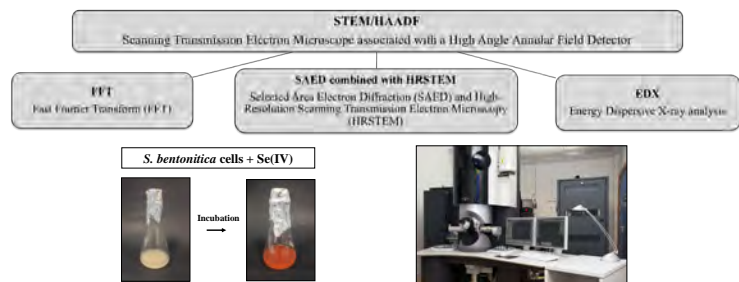 STEM/HAADF
Scanning Transmission Electron Microscope associated with a High Angle Annular Field Detector
FFT
Fast Fourier Transform (FFT)
SAED combined with HRSTEM
Selected Area Electron Diffraction (SAED) and High-
Resolution Scanning Transmission Electron Microscopy
(HRSTEM)
EDX
Energy Dispersive X-ray analysis
S. bentonitica cells + Se(IV)
Incubation